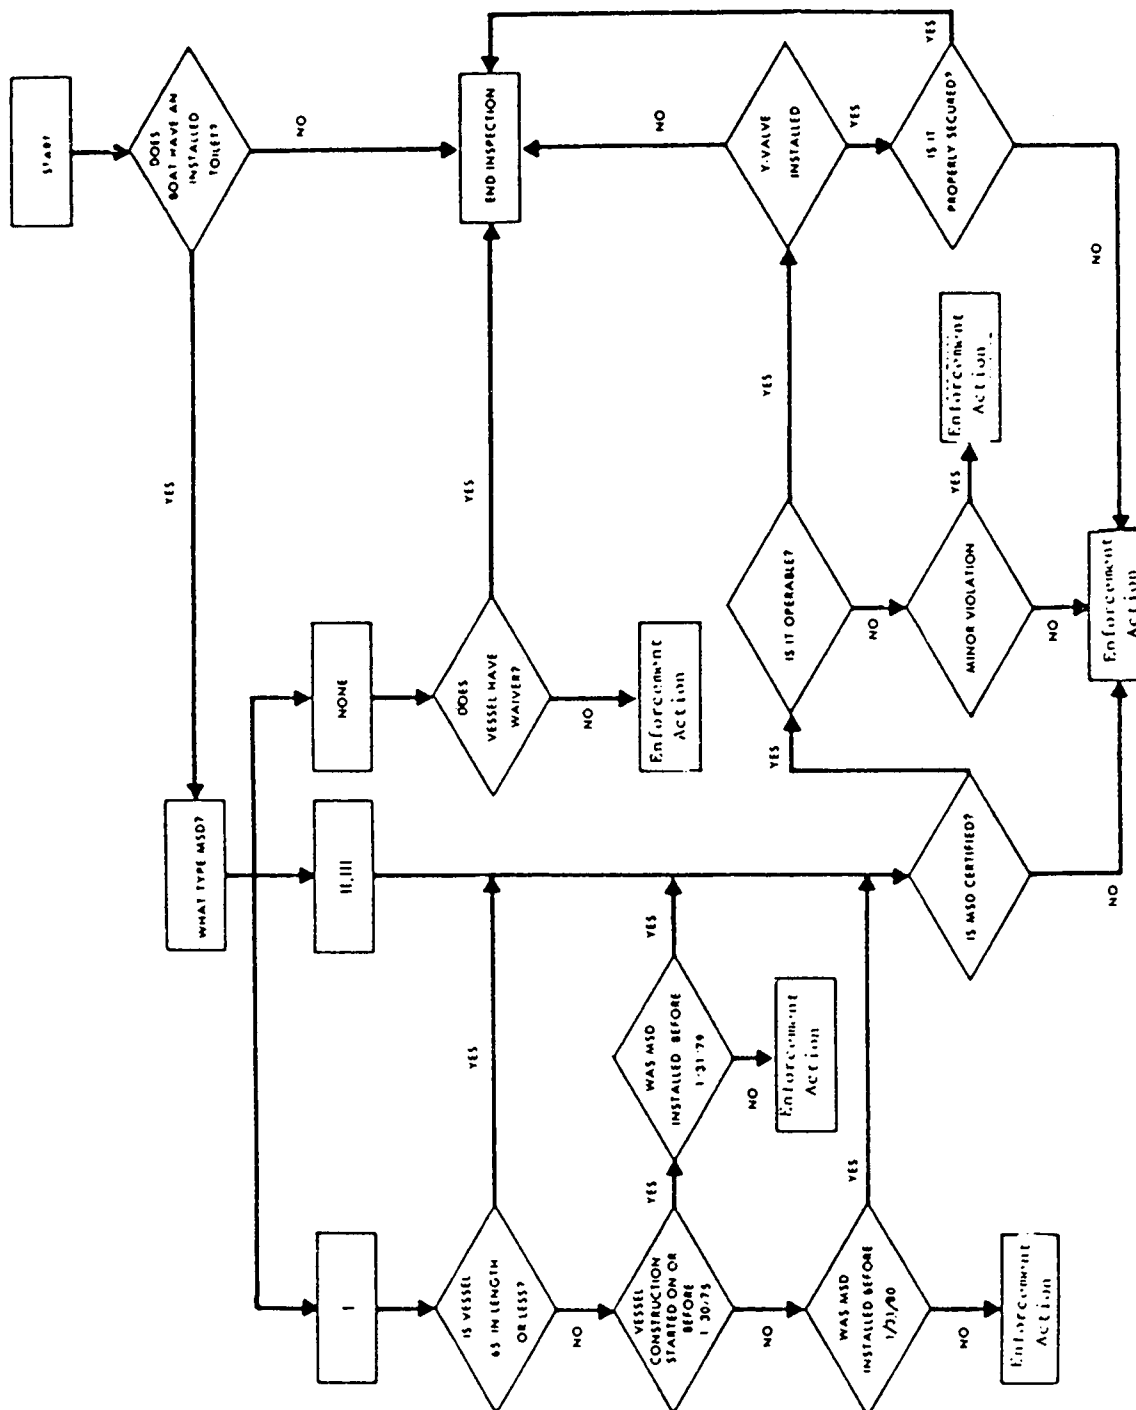 START
DOES
BOAT HAVE AN
INSTALLED
TOILET?
YES
NO
WHAT TYPE MSD?
I
II,III
NONE
IS VESSEL
65 IN LENGTH
OR LESS?
YES
NO
DOES
VESSEL HAVE
WAIVER?
YES
NO
END INSPECTION
Enforcement
Action
VESSEL
CONSTRUCTION
STARTED ON OR
BEFORE
1·30·75
YES
NO
WAS MSD
INSTALLED BEFORE
1·31·79
YES
NO
Enforcement
Action
WAS MSD
INSTALLED BEFORE
1/31/80
YES
NO
Enforcement
Action
IS MSD CERTIFIED?
YES
NO
IS IT OPERABLE?
YES
NO
Y-VALVE
INSTALLED
NO
YES
MINOR VIOLATION
YES
NO
Enforcement
Action
IS IT
PROPERLY SECURED?
YES
NO
Enforcement
Action